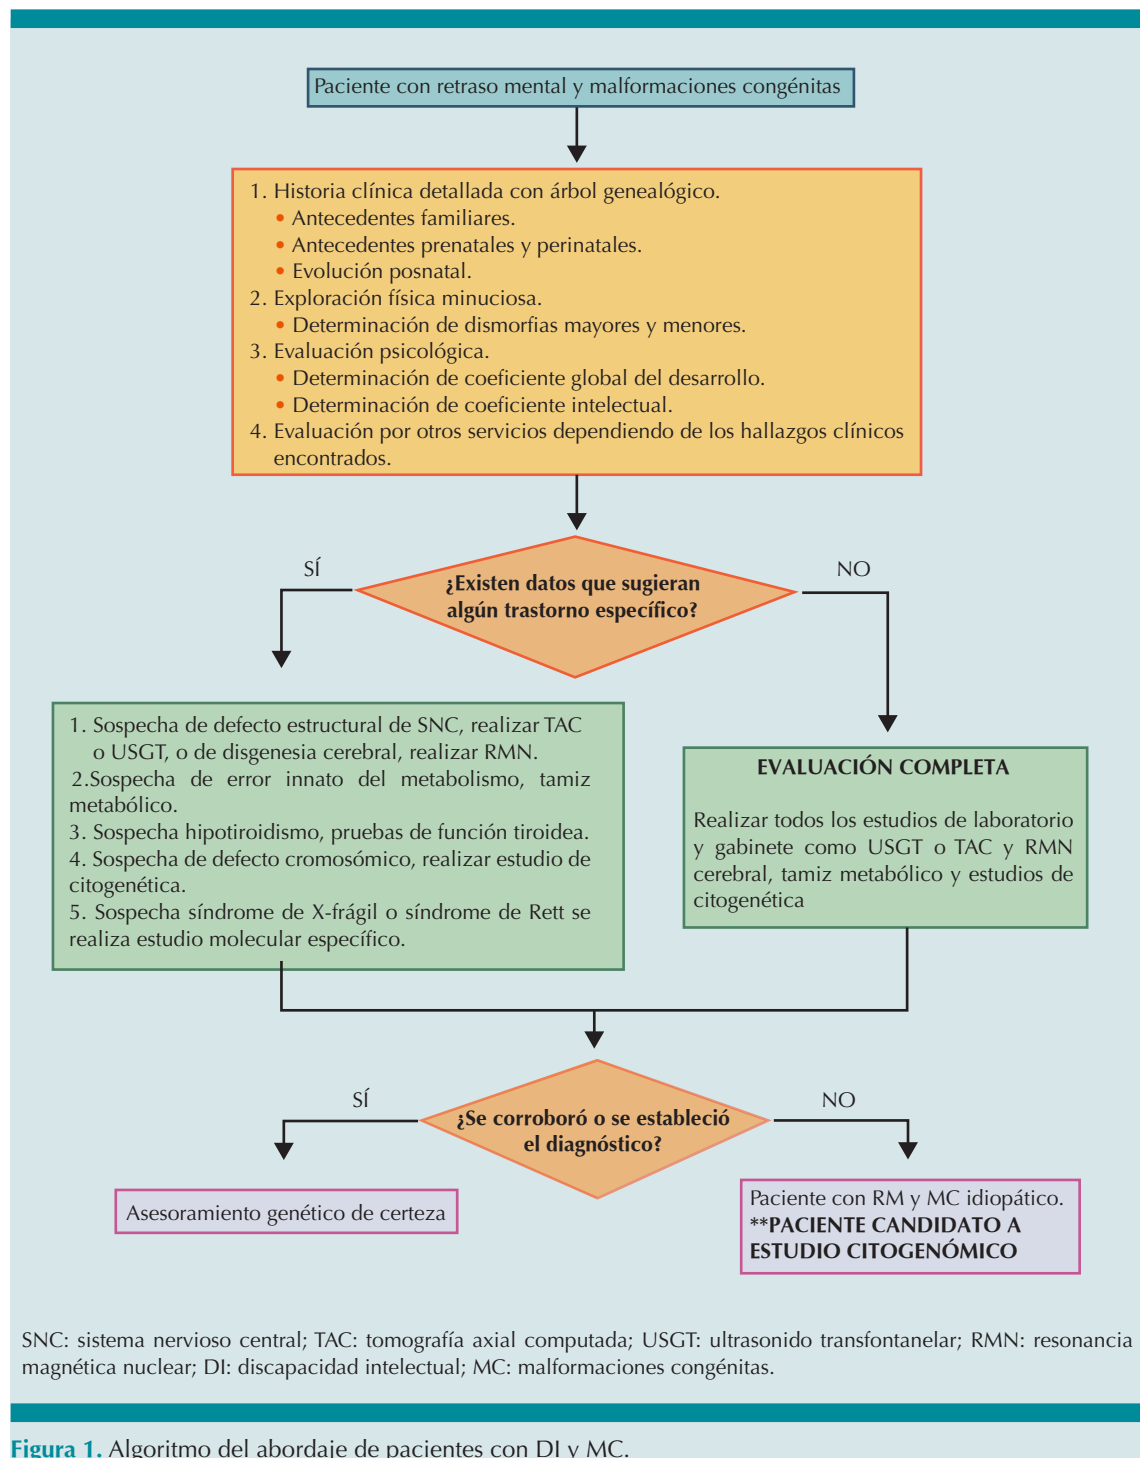 Paciente con retraso mental y malformaciones congénitas
1. Historia clínica detallada con árbol genealógico.
• Antecedentes familiares.
• Antecedentes prenatales y perinatales.
• Evolución posnatal.
2. Exploración física minuciosa.
• Determinación de dismorfias mayores y menores.
3. Evaluación psicológica.
• Determinación de coeficiente global del desarrollo.
• Determinación de coeficiente intelectual.
4. Evaluación por otros servicios dependiendo de los hallazgos clínicos
encontrados.
¿Existen datos que sugieran
algún trastorno específico?
SÍ
NO
1. Sospecha de defecto estructural de SNC, realizar TAC
o USGT, o de disgenesia cerebral, realizar RMN.
2.Sospecha de error innato del metabolismo, tamiz
metabólico.
3. Sospecha hipotiroidismo, pruebas de función tiroidea.
4. Sospecha de defecto cromosómico, realizar estudio de
citogenética.
5. Sospecha síndrome de X-frágil o síndrome de Rett se
realiza estudio molecular específico.
EVALUACIÓN COMPLETA
Realizar todos los estudios de laboratorio
y gabinete como USGT o TAC y RMN
cerebral, tamiz metabólico y estudios de
citogenética
¿Se corroboró o se estableció
el diagnóstico?
SÍ
NO
Asesoramiento genético de certeza
Paciente con RM y MC idiopático.
**PACIENTE CANDIDATO A
ESTUDIO CITOGENÓMICO
SNC: sistema nervioso central; TAC: tomografía axial computada; USGT: ultrasonido transfontanelar; RMN: resonancia
magnética nuclear; DI: discapacidad intelectual; MC: malformaciones congénitas.
Figura 1. Algoritmo del abordaje de pacientes con DI y MC.